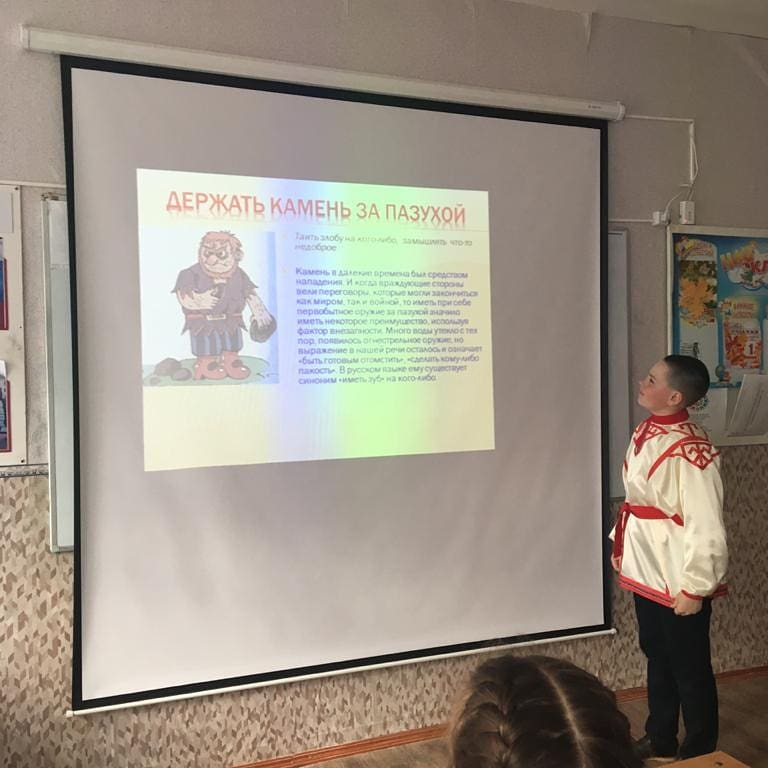 ДЕРЖАТЬ КАМЕНЬ ЗА ПАЗУХОЙ
Таить злобу на кого-либо, замышлять что-то
недоброе
Камень в далекие времена был средством
нападения. И когда враждующие стороны
вели переговоры, которые могли закончиться
как миром, так и войной, то иметь при себе
первобытное оружие за пазухой значило
иметь некоторое преимущество, используя
фактор внезапности. Много воды утекло с тех
пор, появилось огнестрельное оружие, но
выражение в нашей речи осталось и означает
«быть готовым отомстить», «сделать кому-либо
пакость». В русском языке ему существует
синоним «иметь зуб» на кого-либо.